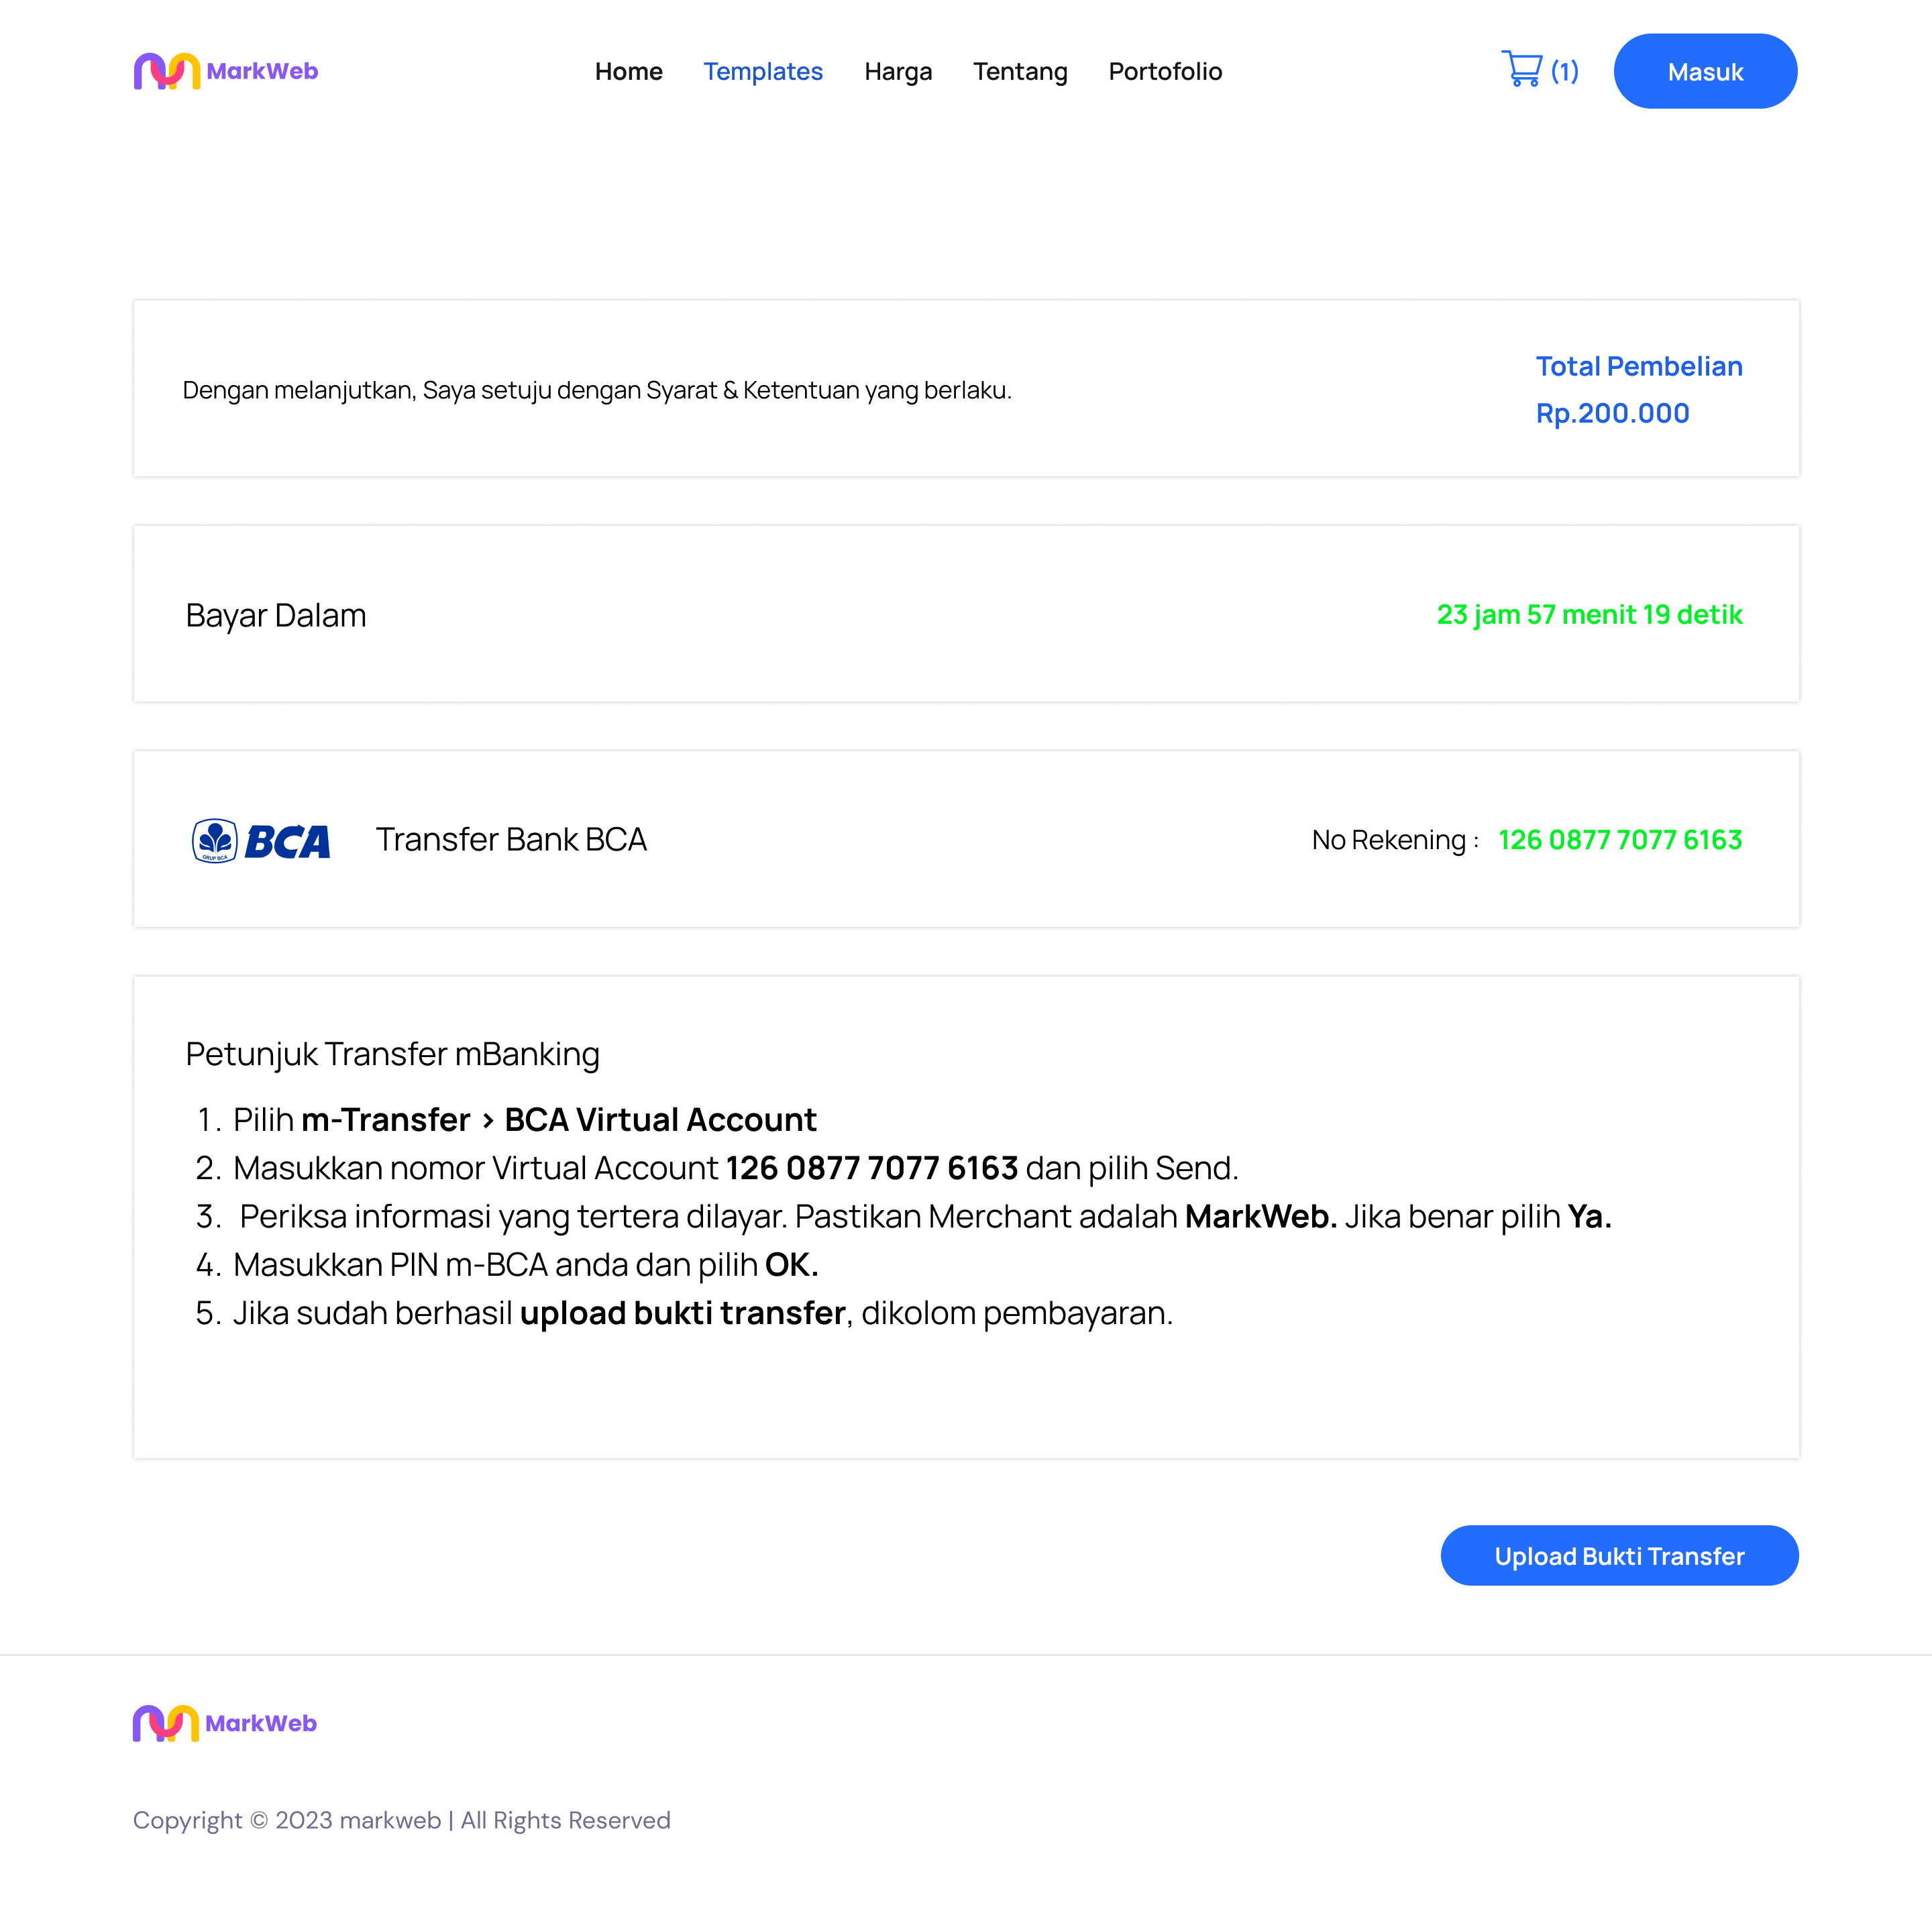 MarkWeb
Home Templates Harga Tentang Portofolio
(1)
Masuk
Dengan melanjutkan, Saya setuju dengan Syarat & Ketentuan yang berlaku.
Total Pembelian
Rp.200.000
Bayar Dalam
23 jam 57 menit 19 detik
GRUP BCA
BCA
Transfer Bank BCA
No Rekening : 126 0877 7077 6163
Petunjuk Transfer mBanking
1. Pilih m-Transfer > BCA Virtual Account
2. Masukkan nomor Virtual Account 126 0877 7077 6163 dan pilih Send.
3. Periksa informasi yang tertera dilayar. Pastikan Merchant adalah MarkWeb. Jika benar pilih Ya.
4. Masukkan PIN m-BCA anda dan pilih OK.
5. Jika sudah berhasil upload bukti transfer, dikolom pembayaran.
Upload Bukti Transfer
MarkWeb
Copyright © 2023 markweb | All Rights Reserved